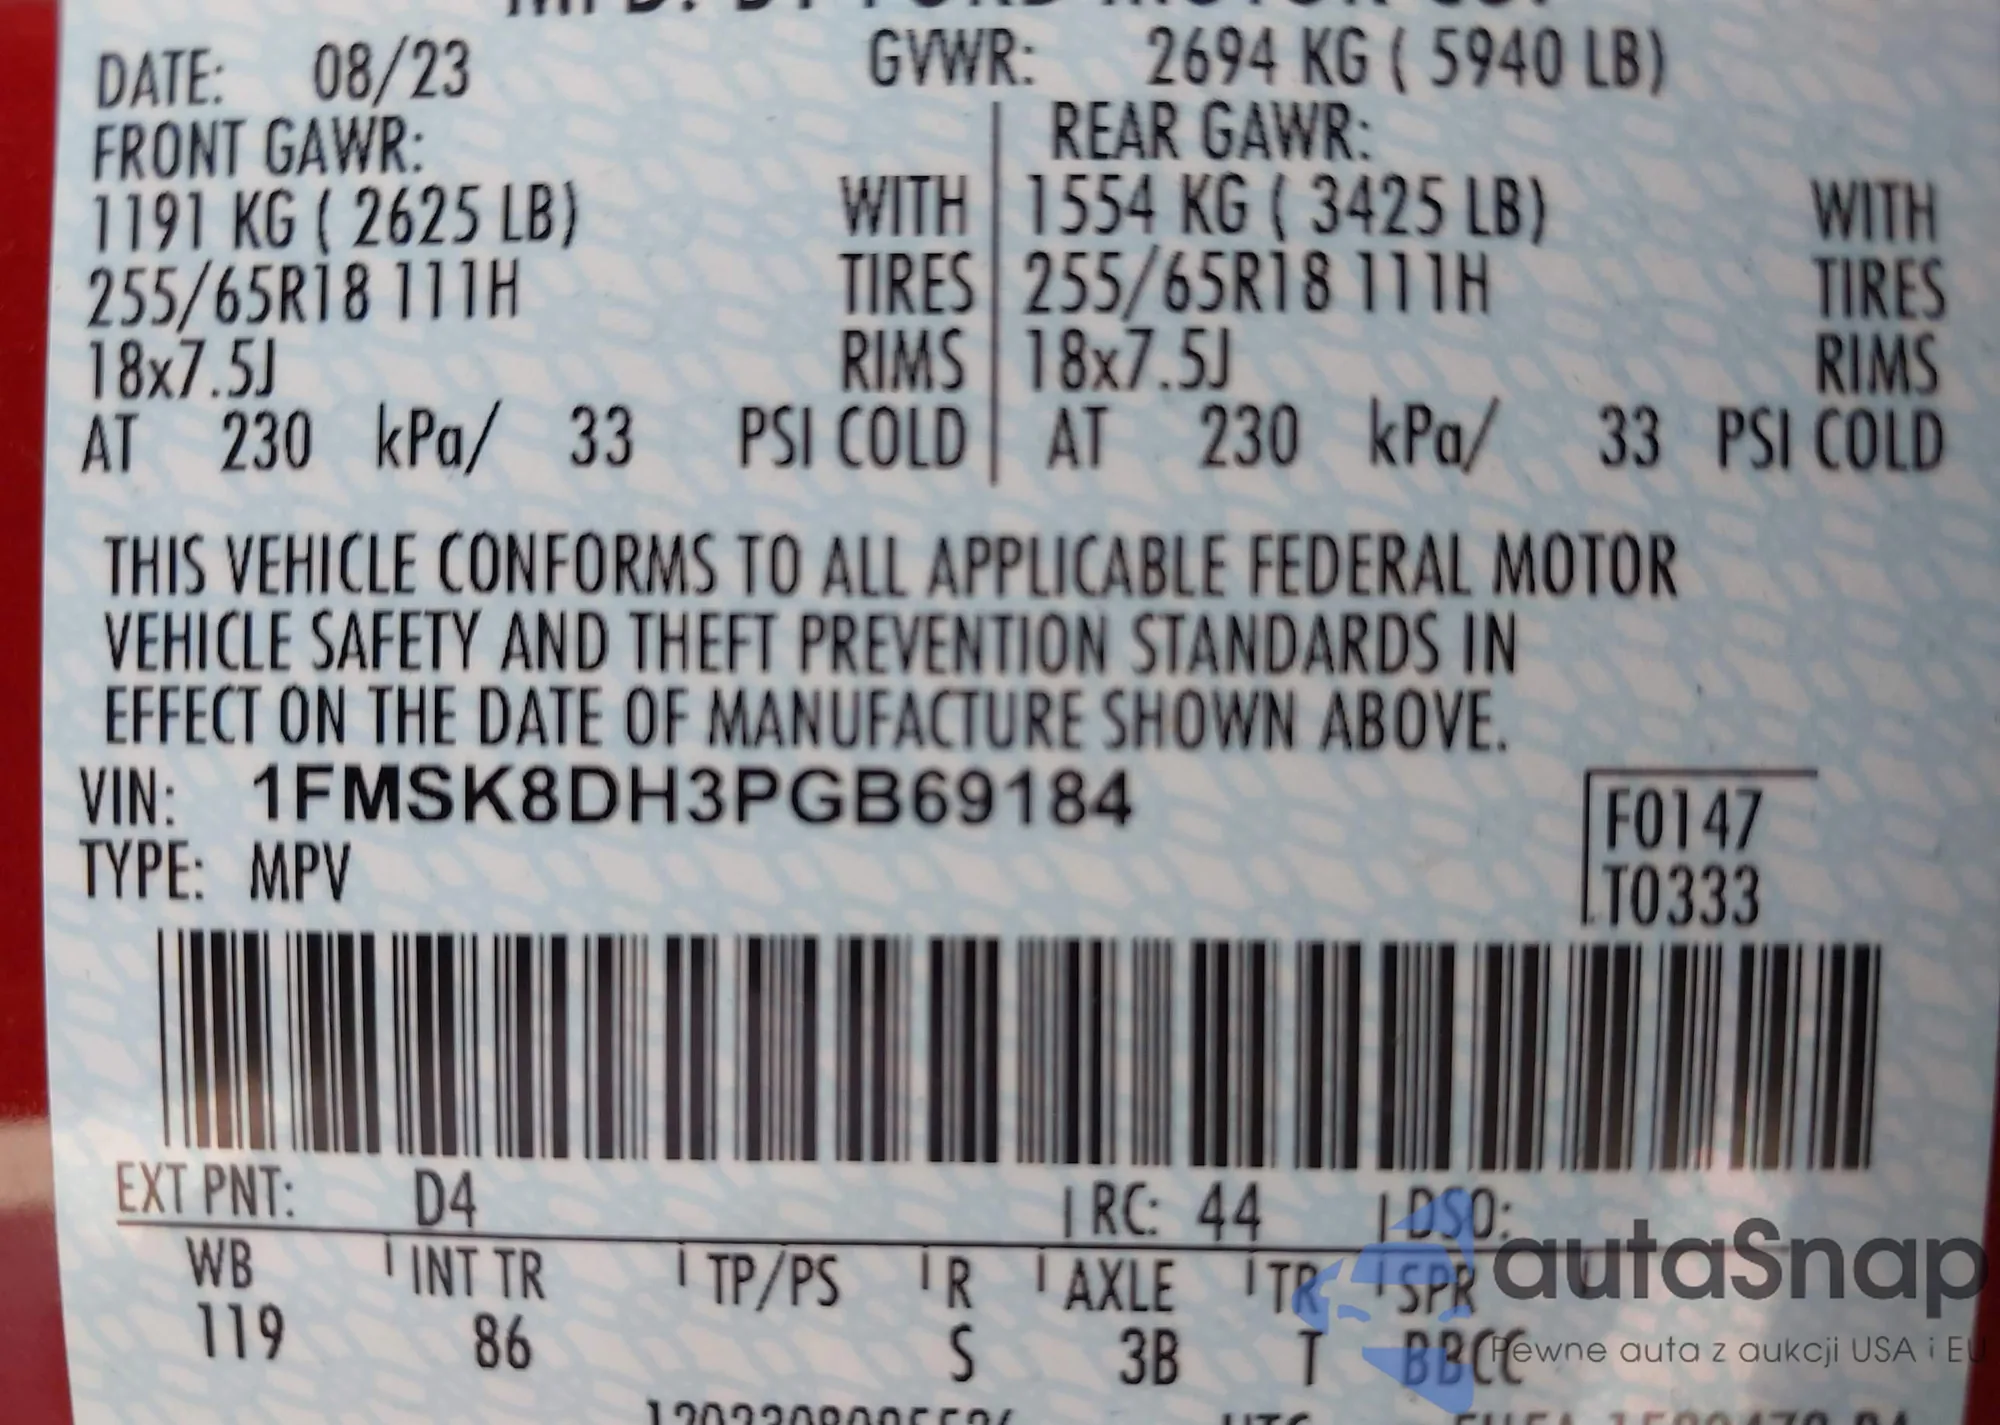 MFD. BY FORD MOTOR CO.
DATE: 08/23 GVWR: 2694 KG ( 5940 LB)
FRONT GAWR: REAR GAWR:
1191 KG ( 2625 LB) WITH 1554 KG ( 3425 LB) WITH
255/65R18 111H TIRES 255/65R18 111H TIRES
18x7.5J RIMS 18x7.5J RIMS
AT 230 kPa/ 33 PSI COLD AT 230 kPa/ 33 PSI COLD
THIS VEHICLE CONFORMS TO ALL APPLICABLE FEDERAL MOTOR
VEHICLE SAFETY AND THEFT PREVENTION STANDARDS IN
EFFECT ON THE DATE OF MANUFACTURE SHOWN ABOVE.
VIN: 1FMSK8DH3PGB69184
F0147
TYPE: MPV
T0333
EXT PNT: D4 RC: 44 DSO:
WB INT TR TP/PS R AXLE TR SPR
119 86 S 3B T BBCC
autaSnap
Pewne auta z aukcji USA i EU